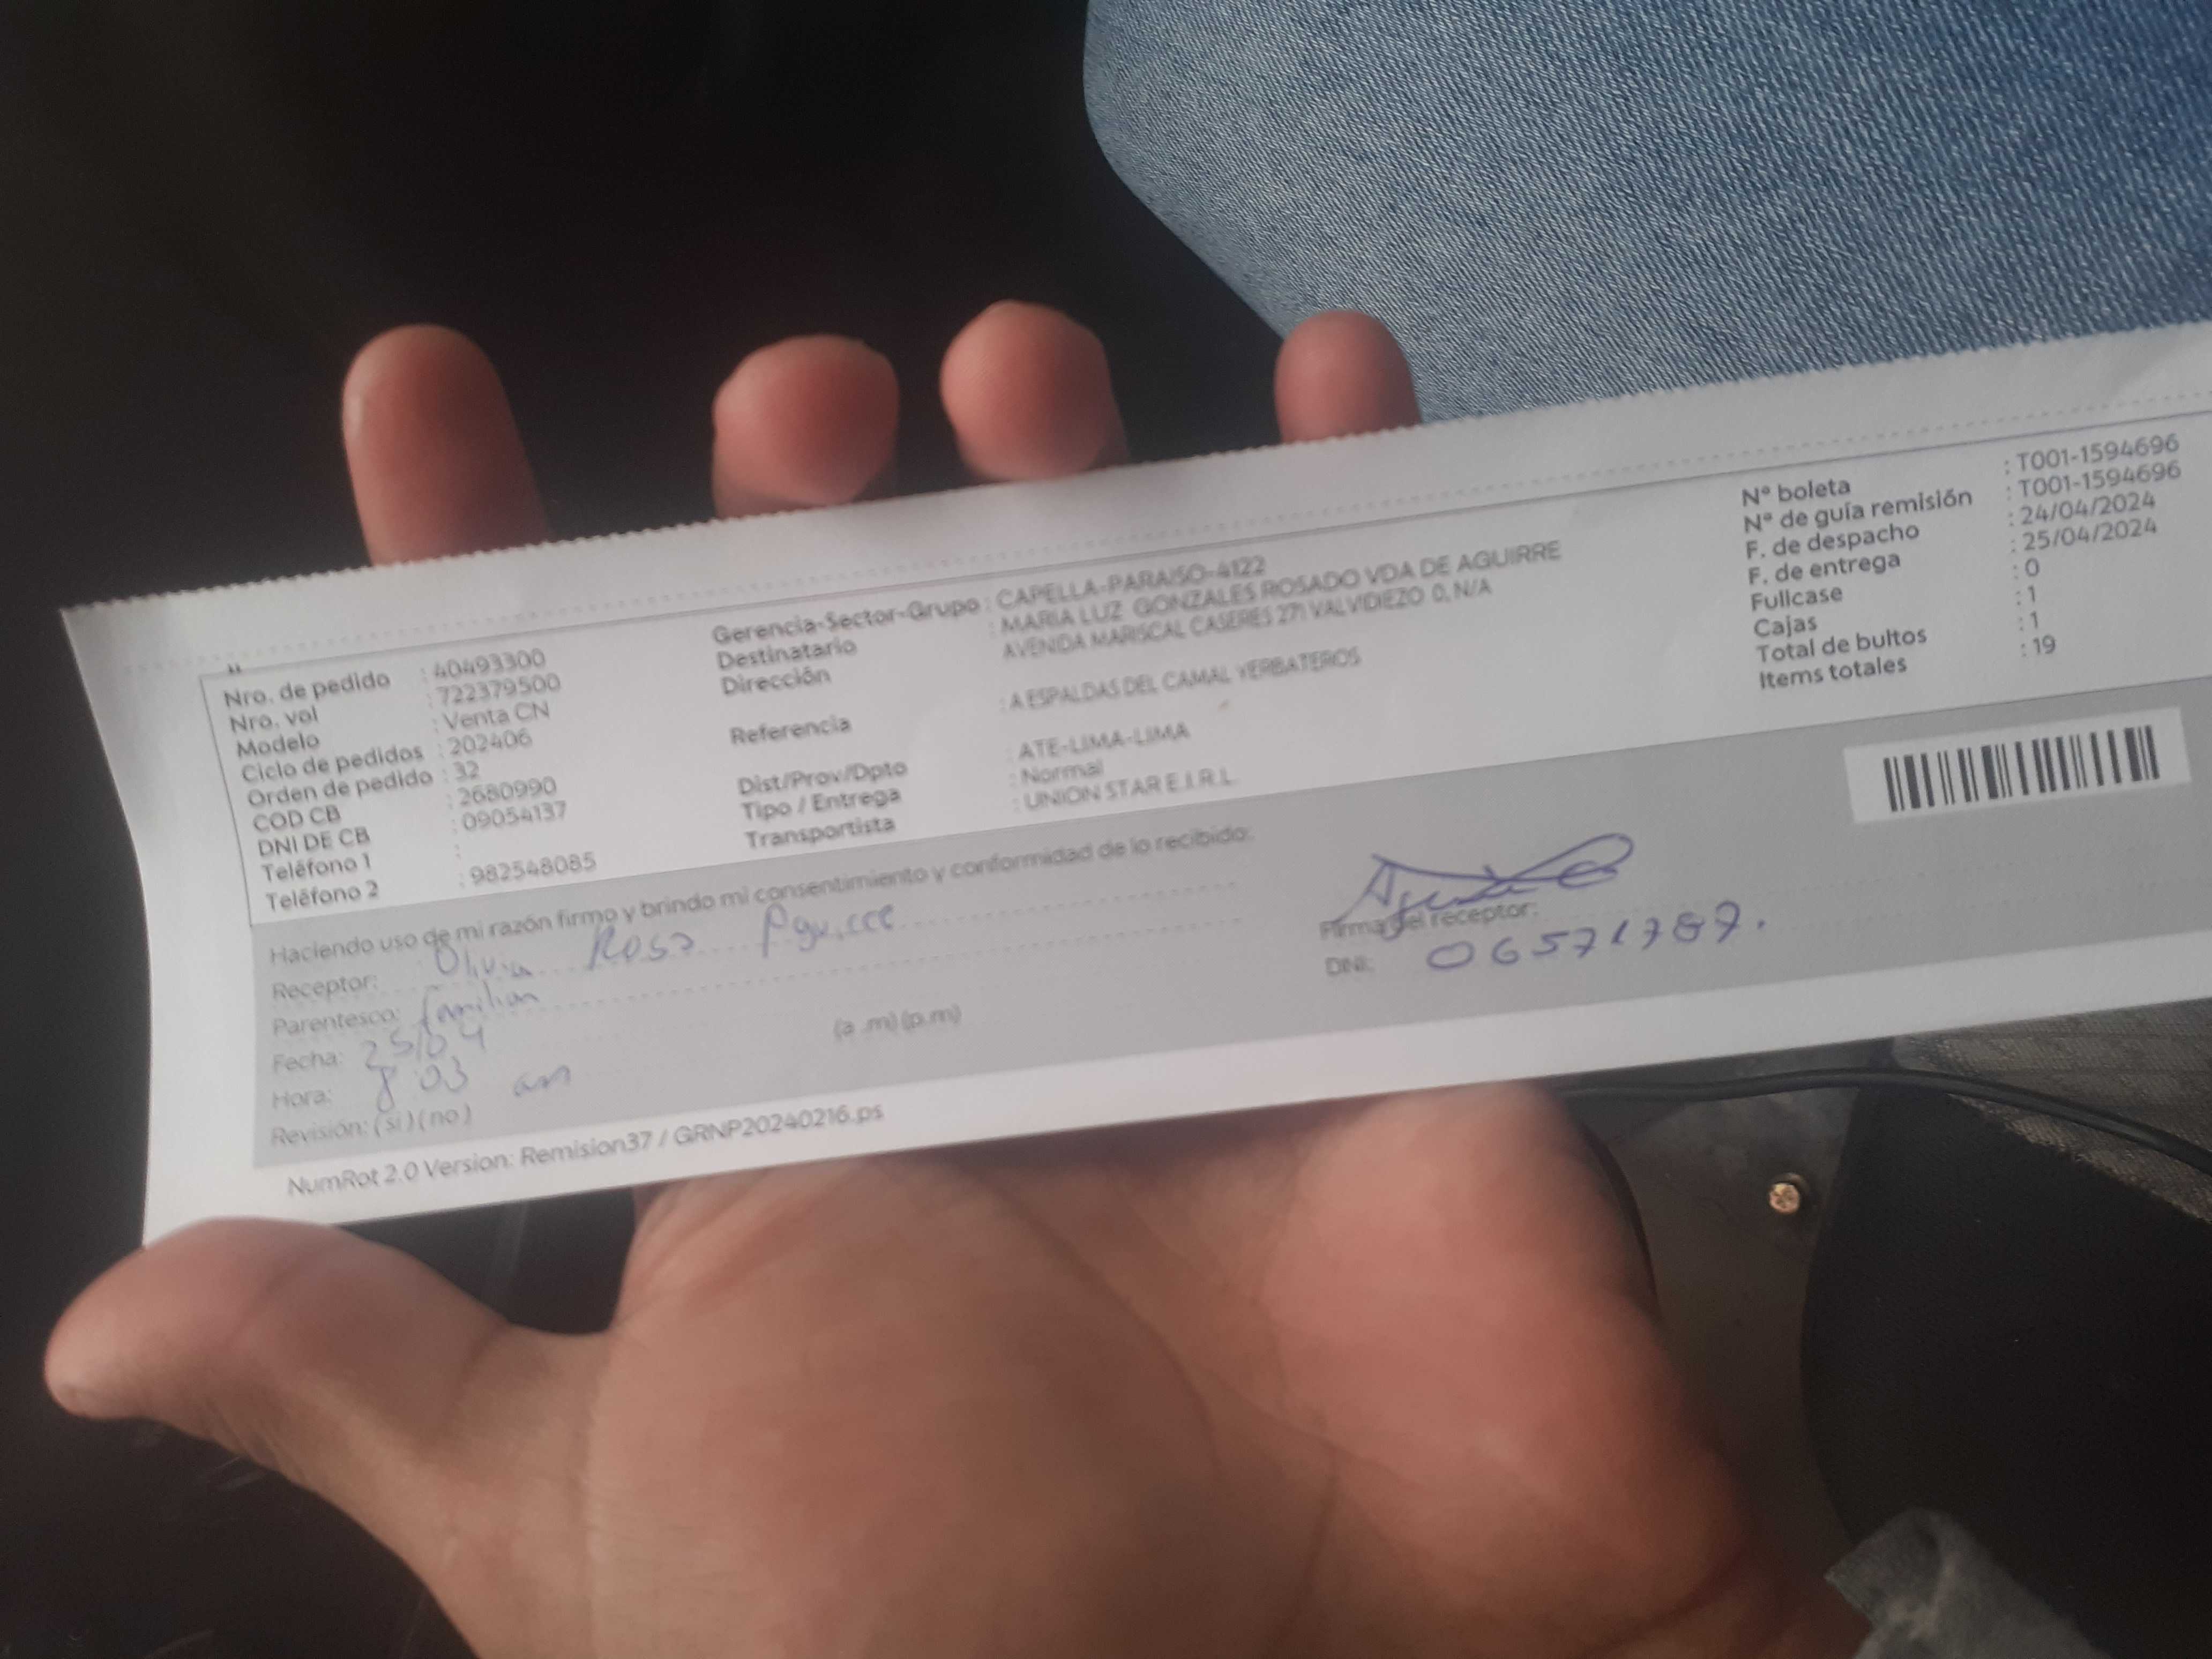 Nro. de pedido : 40493300
Nro. vol : 722379500
Modelo : Venta CN
Ciclo de pedidos : 202406
Orden de pedido : 32
COD CB : 2680990
DNI DE CB : 09054137
Teléfono 1 :
Teléfono 2 : 982548085
Gerencia-Sector-Grupo : CAPELLA-PARAISO-4122
Destinatario : MARIA LUZ GONZALES ROSADO VDA DE AGUIRRE
Dirección AVENIDA MARISCAL CASERES 271 VALVIDIEZO 0, N/A
Referencia : A ESPALDAS DEL CAMAL YERBATEROS
Dist/Prov/Dpto : ATE-LIMA-LIMA
Tipo / Entrega : Normal
Transportista : UNION STAR E.I.R.L.
N° boleta : T001-1594696
N° de guía remisión : T001-1594696
F. de despacho : 24/04/2024
F. de entrega : 25/04/2024
Fullcase : 0
Cajas : 1
Total de bultos : 1
Items totales : 19
Haciendo uso de mi razón firmo y brindo mi consentimiento y conformidad de lo recibido:
Receptor: Olivia Rosa Aguirre
Parentesco: familiar
Fecha: 25/04
Hora: 8:03 am (a .m) (p.m)
Revisión: (si) (no)
Firma del receptor:
DNI: 06571787.
NumRot 2.0 Version: Remision37 / GRNP20240216.ps